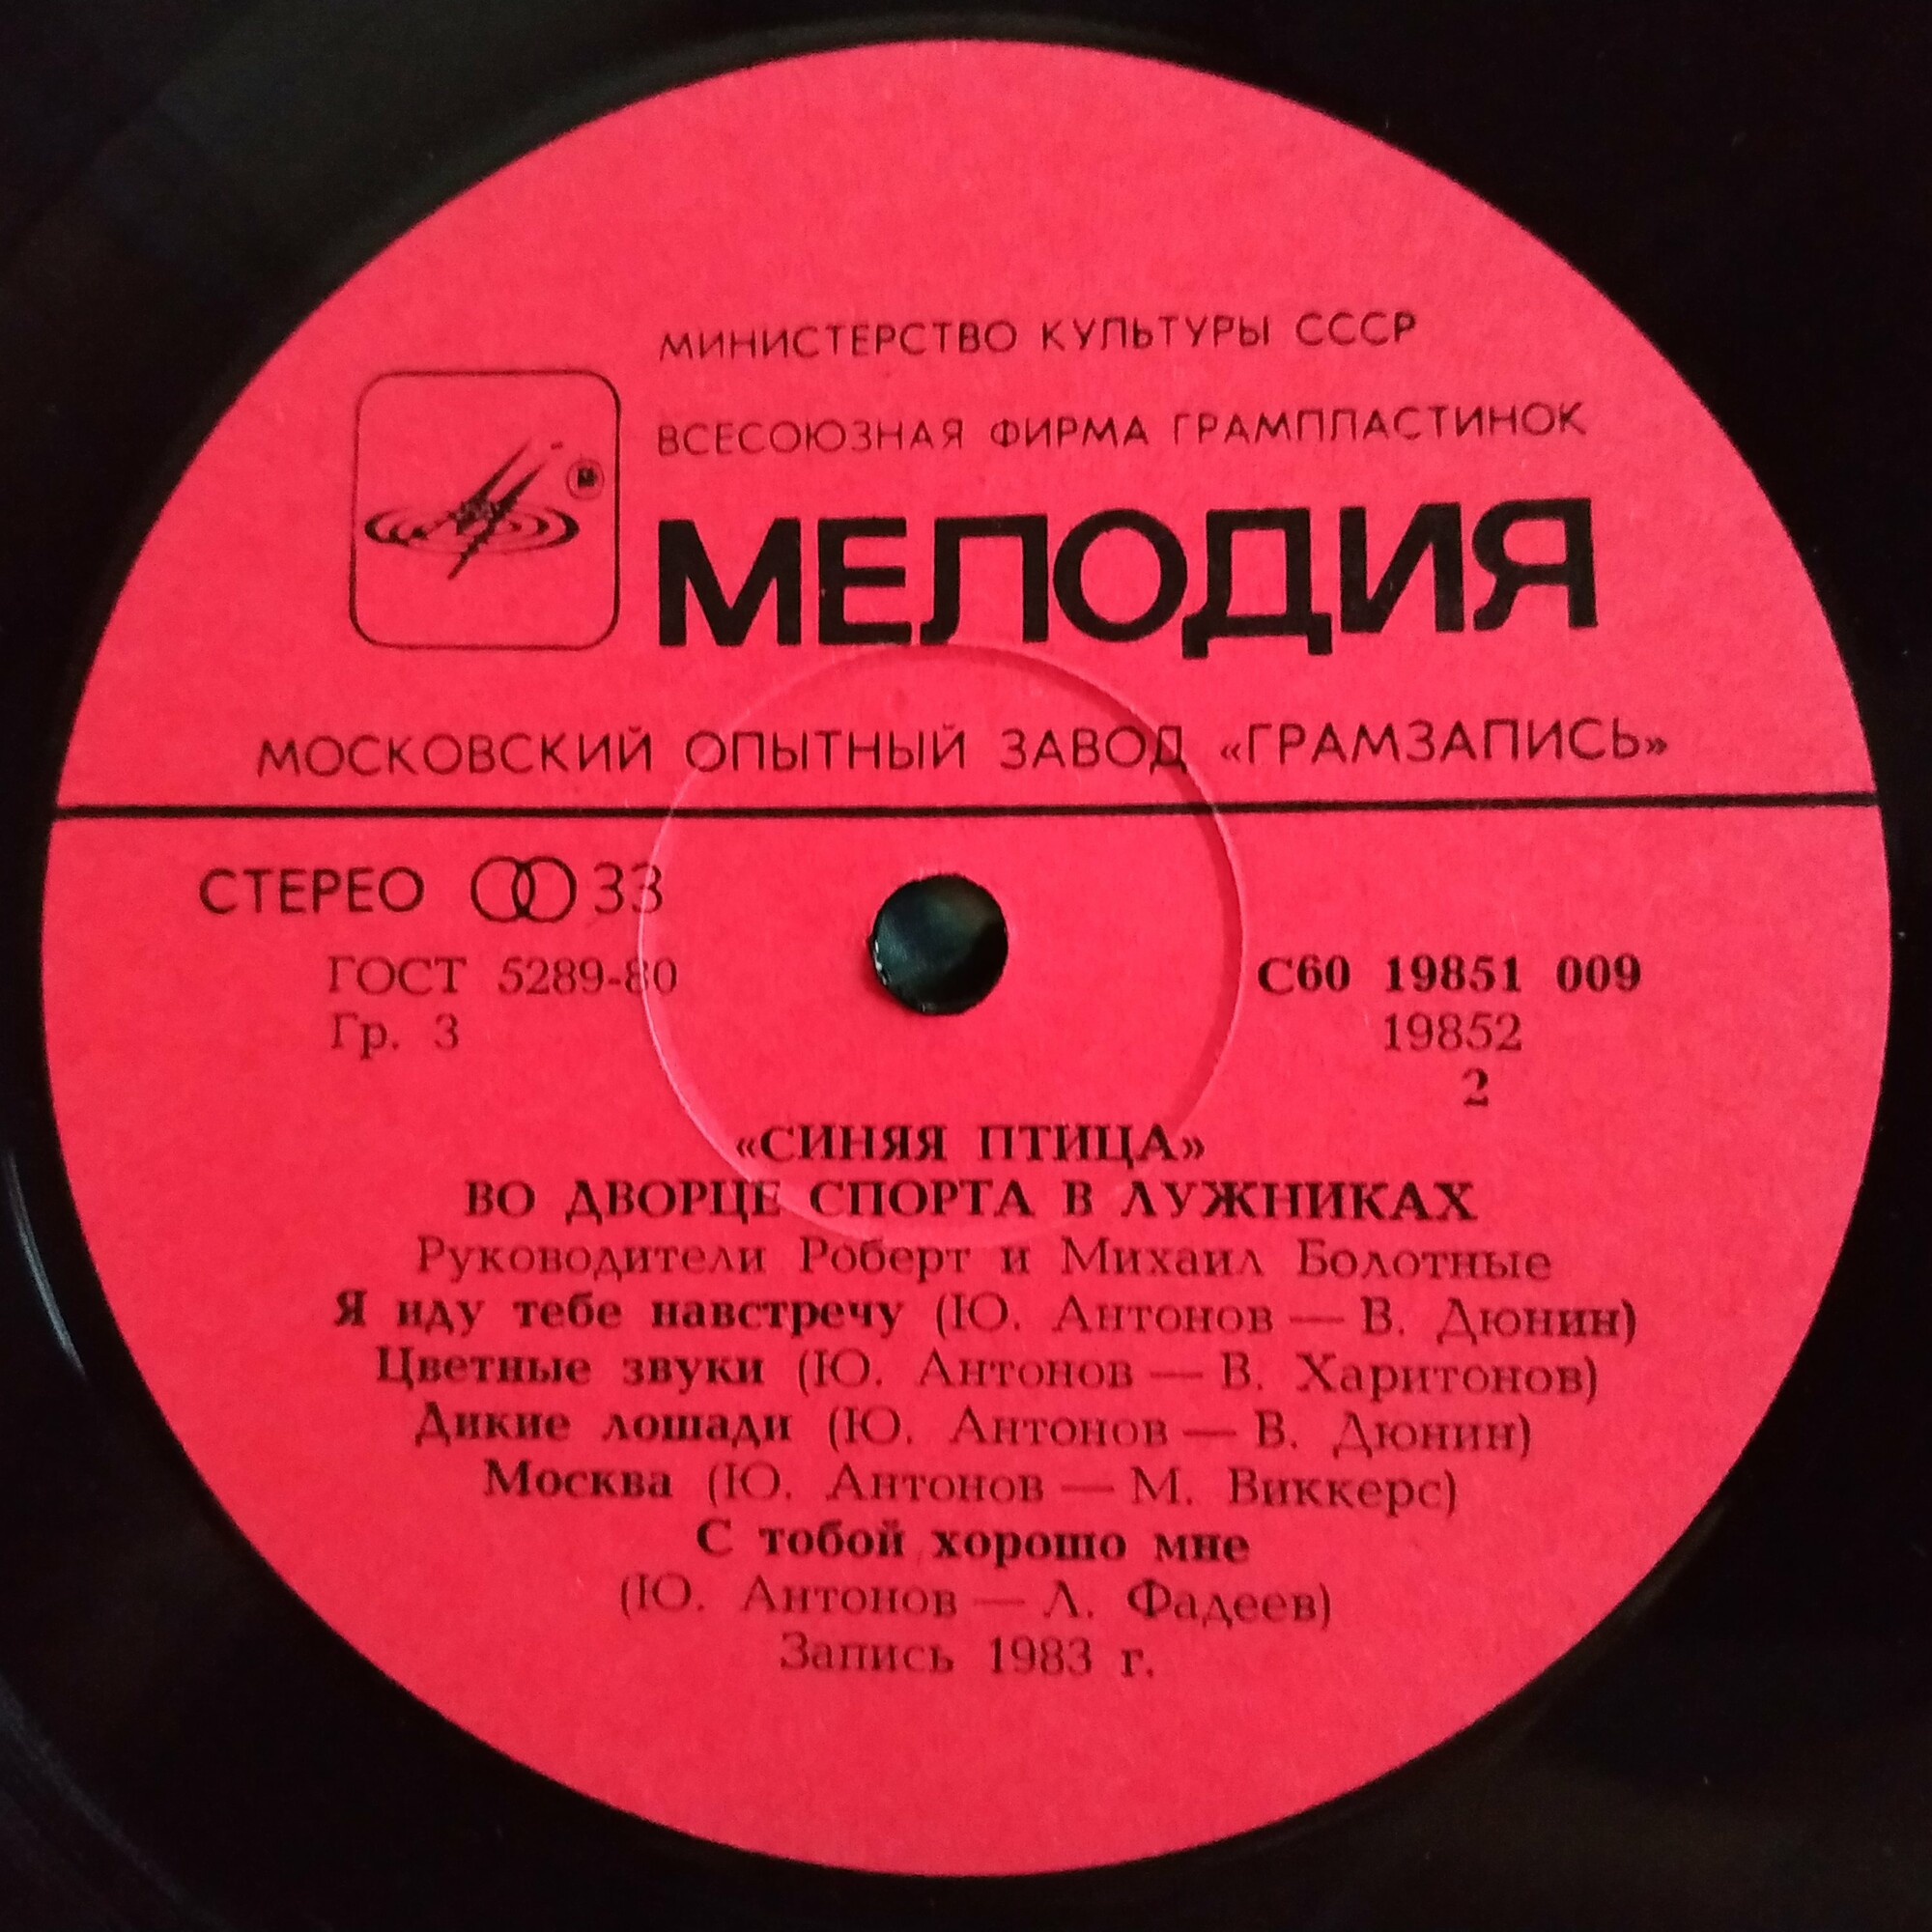 МИНИСТЕРСТВО КУЛЬТУРЫ СССР
ВСЕСОЮЗНАЯ ФИРМА ГРАМПЛАСТИНОК
МЕЛОДИЯ
МОСКОВСКИЙ ОПЫТНЫЙ ЗАВОД «ГРАМЗАПИСЬ»
СТЕРЕО 33
ГОСТ 5289-80
Гр. 3
С60 19851 009
19852
2
«СИНЯЯ ПТИЦА»
ВО ДВОРЦЕ СПОРТА В ЛУЖНИКАХ
Руководители Роберт и Михаил Болотные
Я иду тебе навстречу (Ю. Антонов — В. Дюнин)
Цветные звуки (Ю. Антонов — В. Харитонов)
Дикие лошади (Ю. Антонов — В. Дюнин)
Москва (Ю. Антонов — М. Виккерс)
С тобой хорошо мне
(Ю. Антонов — Л. Фадеев)
Запись 1983 г.